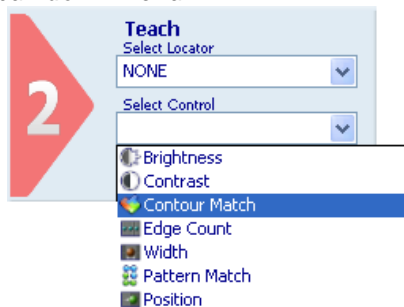 Teach
Select Locator
NONE
2
Select Control
Brightness
Contrast
Contour Match
Edge Count
Width
Pattern Match
Position